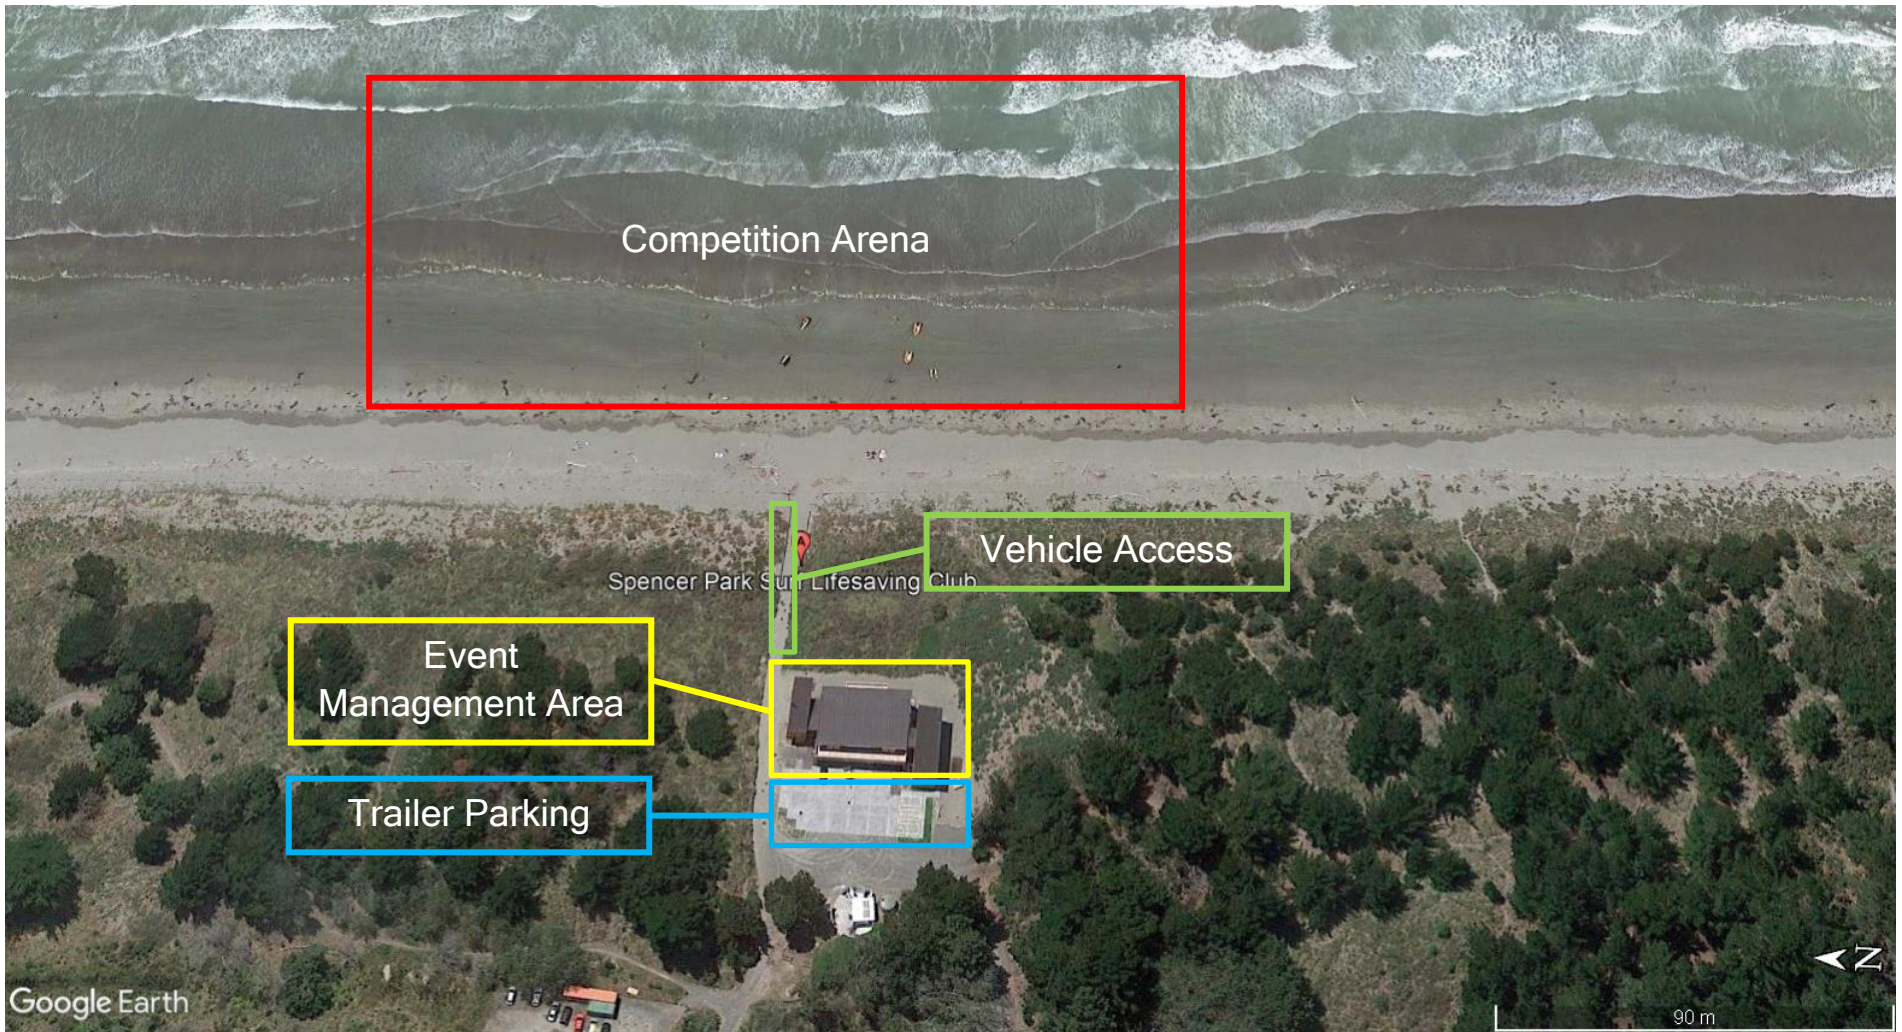 Competition Arena
Vehicle Access
A
Spencer Park Surf Lifesaving Club
Event
Management Area
Trailer Parking
N
Google Earth
90 m